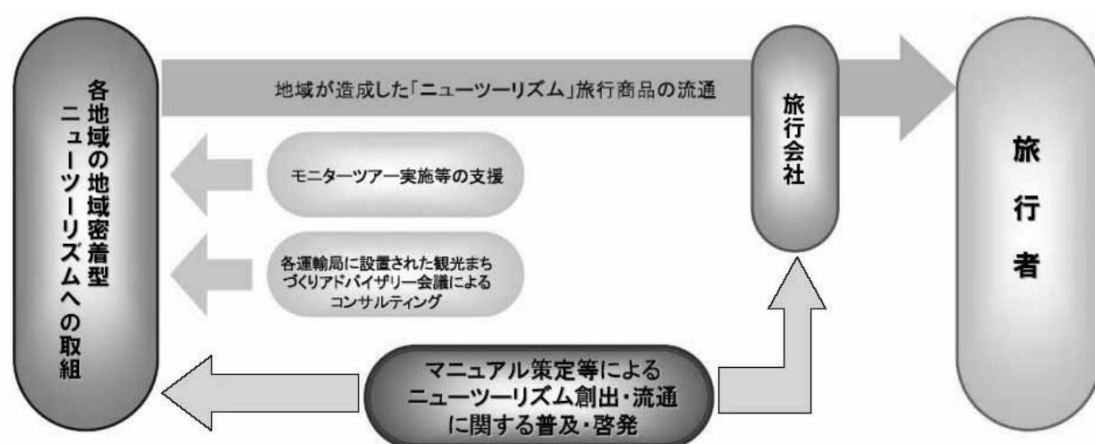 各地域の地域密着型
ニューツーリズムへの取組
地域が造成した「ニューツーリズム」旅行商品の流通
旅行会社
旅行者
モニターツアー実施等の支援
各運輸局に設置された観光まち
づくりアドバイザリー会議による
コンサルティング
マニュアル策定等による
ニューツーリズム創出・流通
に関する普及・啓発